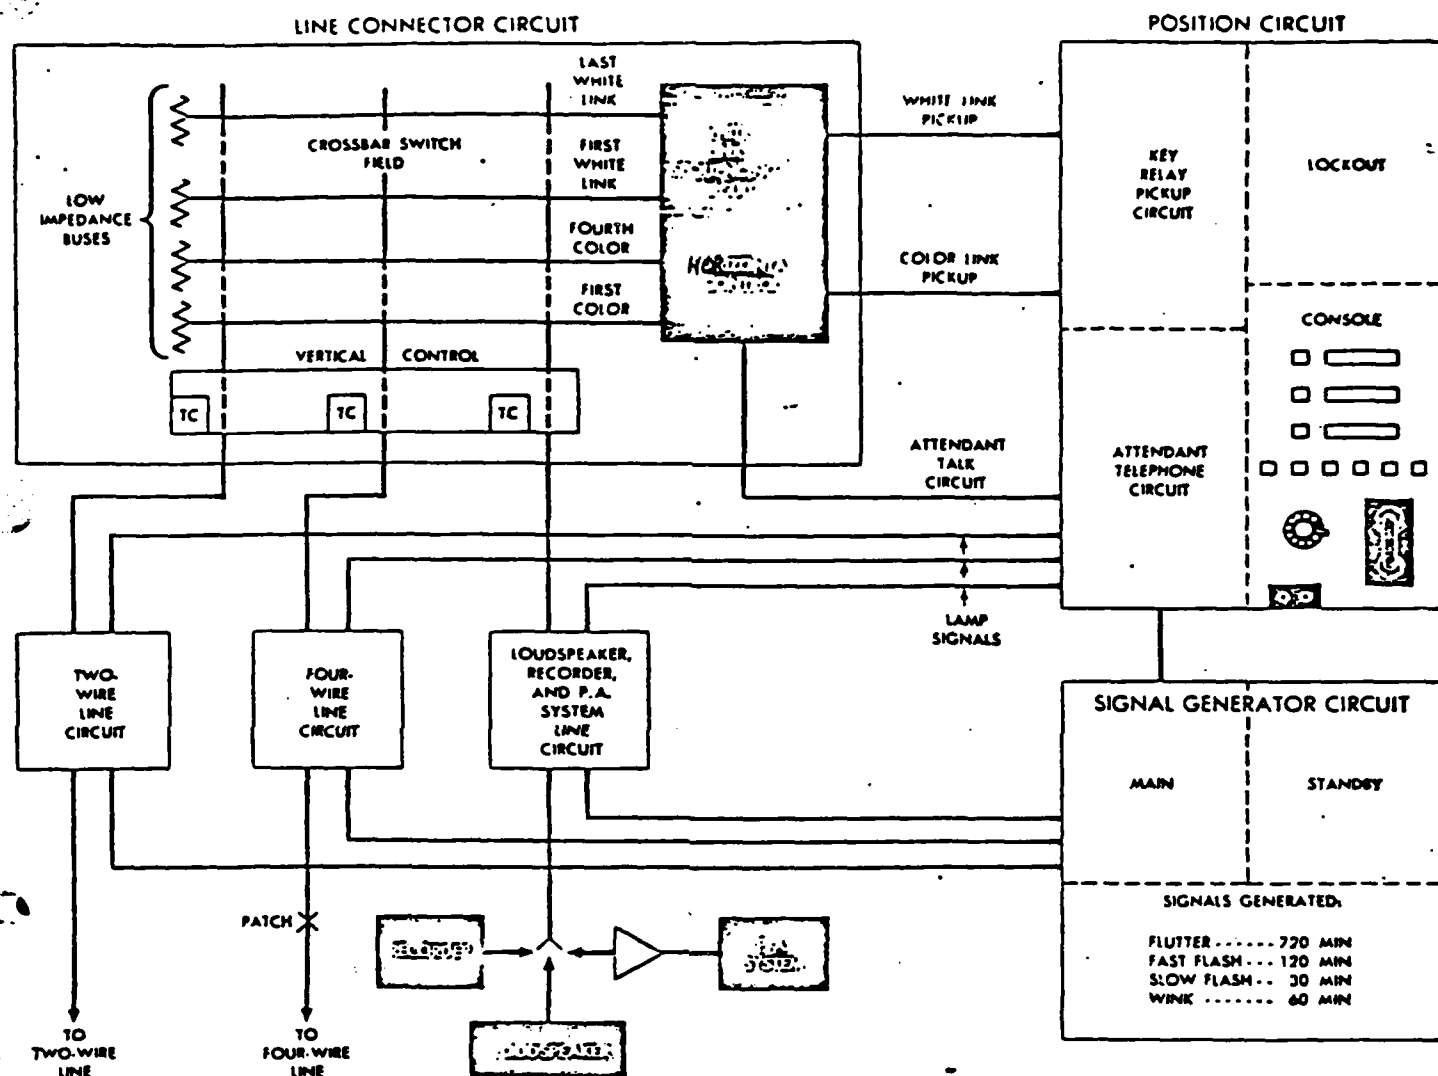 LINE CONNECTOR CIRCUIT
POSITION CIRCUIT
LAST
WHITE
LINK
CROSSBAR SWITCH
FIELD
FIRST
WHITE
LINK
LOW
IMPEDANCE
BUSES
FOURTH
COLOR
FIRST
COLOR
VERTICAL CONTROL
TC
TC
TC
WHITE LINK
PICKUP
COLOR LINK
PICKUP
ATTENDANT
TALK
CIRCUIT
KEY
RELAY
PICKUP
CIRCUIT
LOCKOUT
CONSOLE
ATTENDANT
TELEPHONE
CIRCUIT
LAMP
SIGNALS
TWO-
WIRE
LINE
CIRCUIT
FOUR-
WIRE
LINE
CIRCUIT
LOUDSPEAKER,
RECORDER,
AND P.A.
SYSTEM
LINE
CIRCUIT
SIGNAL GENERATOR CIRCUIT
MAIN
STANDBY
SIGNALS GENERATED:
FLUTTER ...... 720 MIN
FAST FLASH ... 120 MIN
SLOW FLASH .. 30 MIN
WINK ....... 60 MIN
PATCH
RECORDER
P.A.
SYSTEM
LOUDSPEAKER
TO
TWO-WIRE
LINE
TO
FOUR-WIRE
LINE